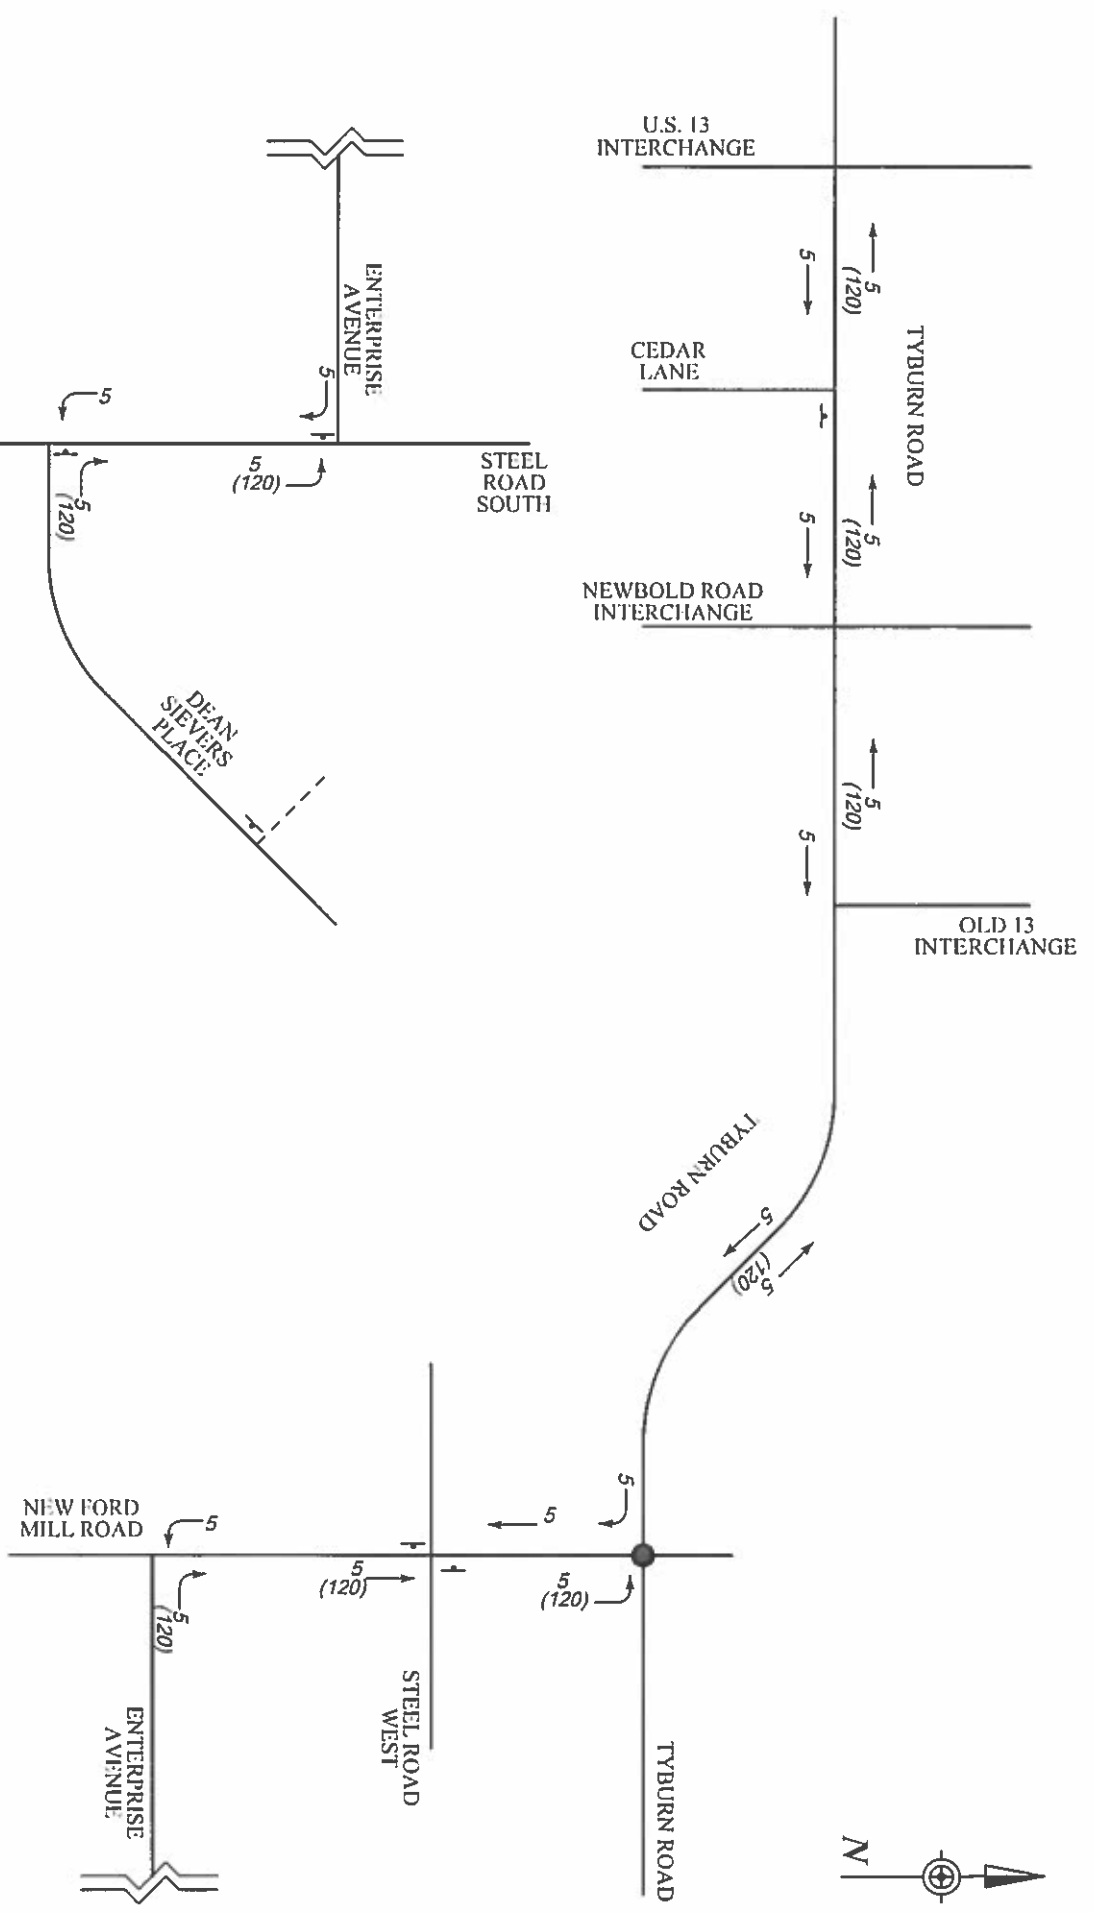 U.S. 13
INTERCHANGE
5
5
(120)
TYBURN ROAD
CEDAR
LANE
5
5
(120)
NEWBOLD ROAD
INTERCHANGE
5
5
(120)
OLD 13
INTERCHANGE
TYBURN ROAD
5
5
(120)
ENTERPRISE
AVENUE
5
5
5
(120)
STEEL
ROAD
SOUTH
5
(120)
DEAN
SIEVERS
PLACE
5
5
NEW FORD
MILL ROAD
5
5
(120)
5
(120)
5
(120)
ENTERPRISE
AVENUE
STEEL ROAD
WEST
TYBURN ROAD
N